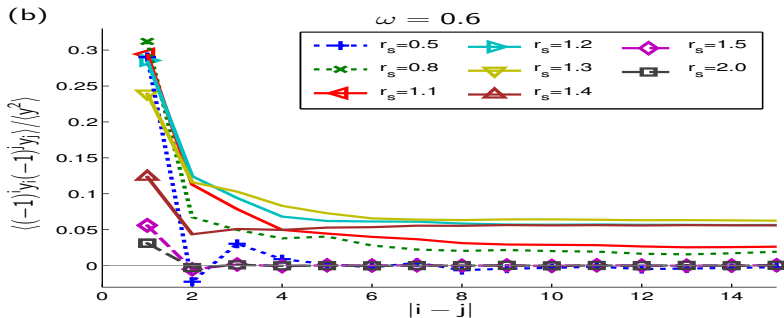 (b)
ω = 0.6
⟨(−1)^i y_i(−1)^j y_j⟩/⟨y²⟩
0.3
0.25
0.2
0.15
0.1
0.05
0
r_s=0.5
r_s=0.8
r_s=1.1
r_s=1.2
r_s=1.3
r_s=1.4
r_s=1.5
r_s=2.0
0 2 4 6 8 10 12 14
|i − j|